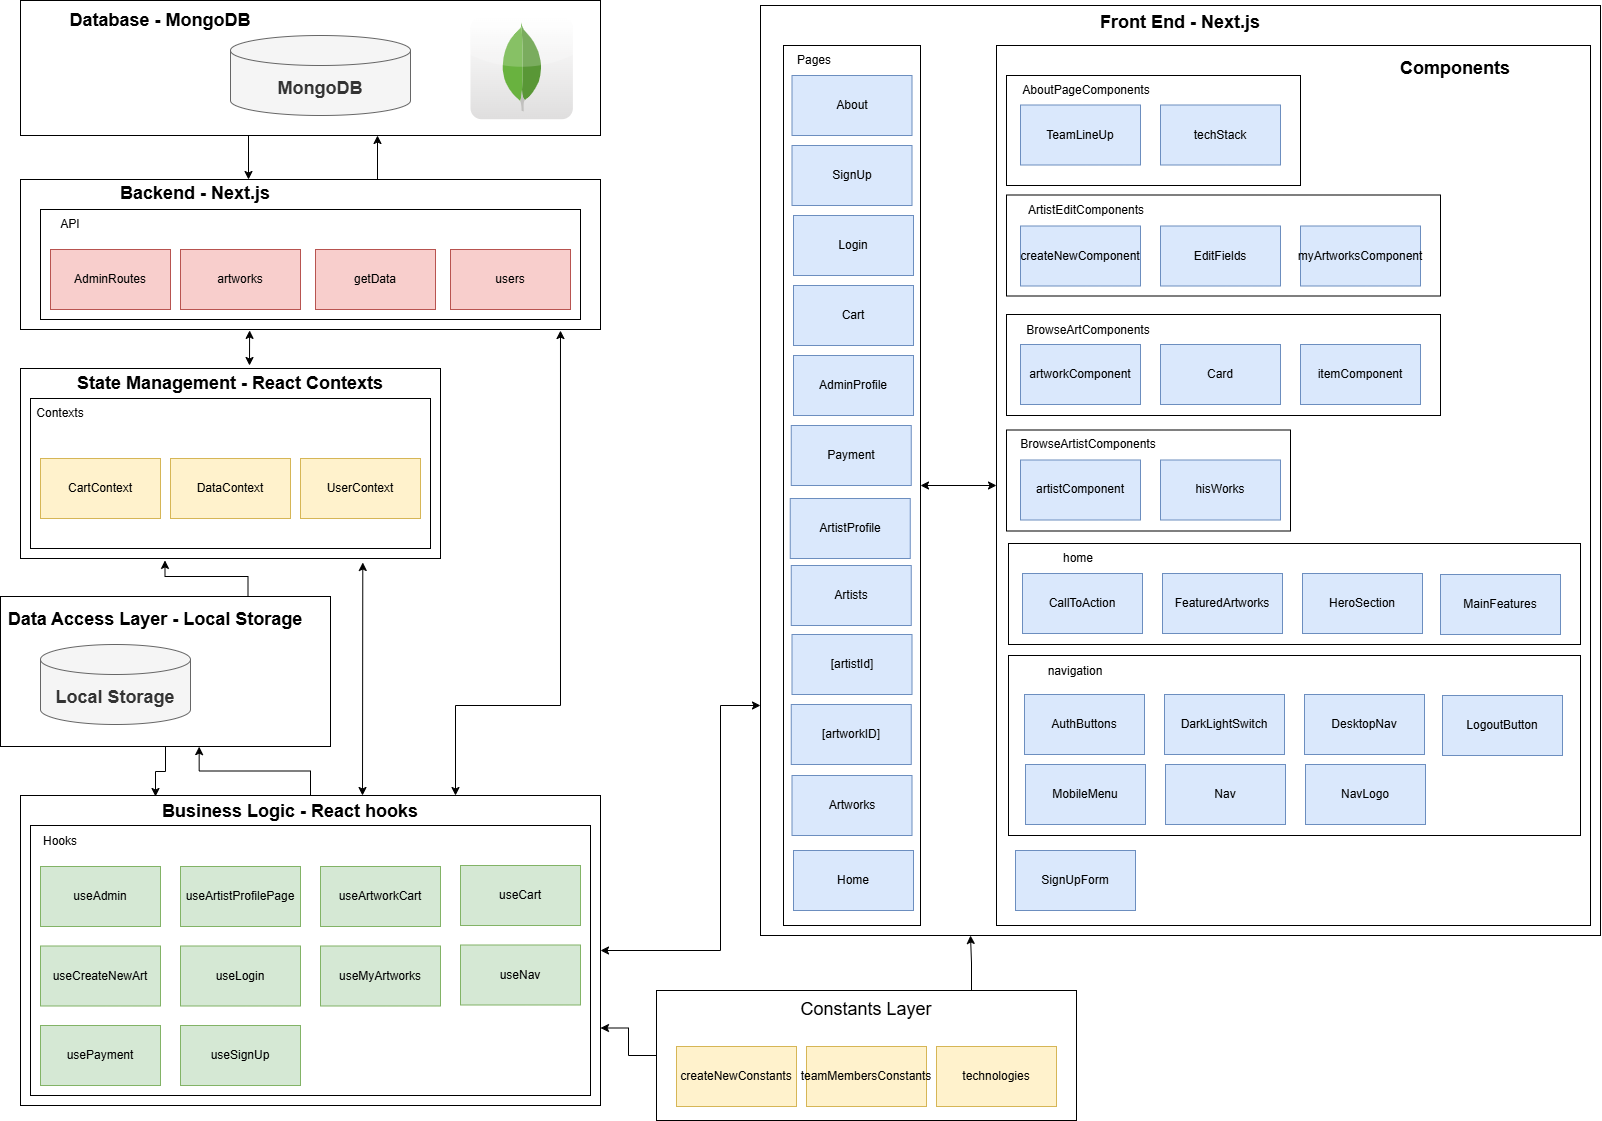 Database - MongoDB
MongoDB
Backend - Next.js
API
AdminRoutes
artworks
getData
users
State Management - React Contexts
Contexts
CartContext
DataContext
UserContext
Data Access Layer - Local Storage
Local Storage
Business Logic - React hooks
Hooks
useAdmin
useArtistProfilePage
useArtworkCart
useCart
useCreateNewArt
useLogin
useMyArtworks
useNav
usePayment
useSignUp
Constants Layer
createNewConstants
teamMembersConstants
technologies
Front End - Next.js
Pages
About
SignUp
Login
Cart
AdminProfile
Payment
ArtistProfile
Artists
[artistId]
[artworkID]
Artworks
Home
Components
AboutPageComponents
TeamLineUp
techStack
ArtistEditComponents
createNewComponent
EditFields
myArtworksComponent
BrowseArtComponents
artworkComponent
Card
itemComponent
BrowseArtistComponents
artistComponent
hisWorks
home
CallToAction
FeaturedArtworks
HeroSection
MainFeatures
navigation
AuthButtons
DarkLightSwitch
DesktopNav
LogoutButton
MobileMenu
Nav
NavLogo
SignUpForm